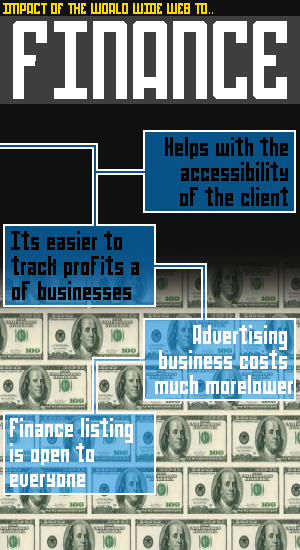 IMPACT OF THE WORLD WIDE WEB TO..
FINANCE
Helps with the
accessibility
of the client
Its easier to
track profits a
of businesses
Advertising
business costs
much morelower
Finance listing
is open to
everyone